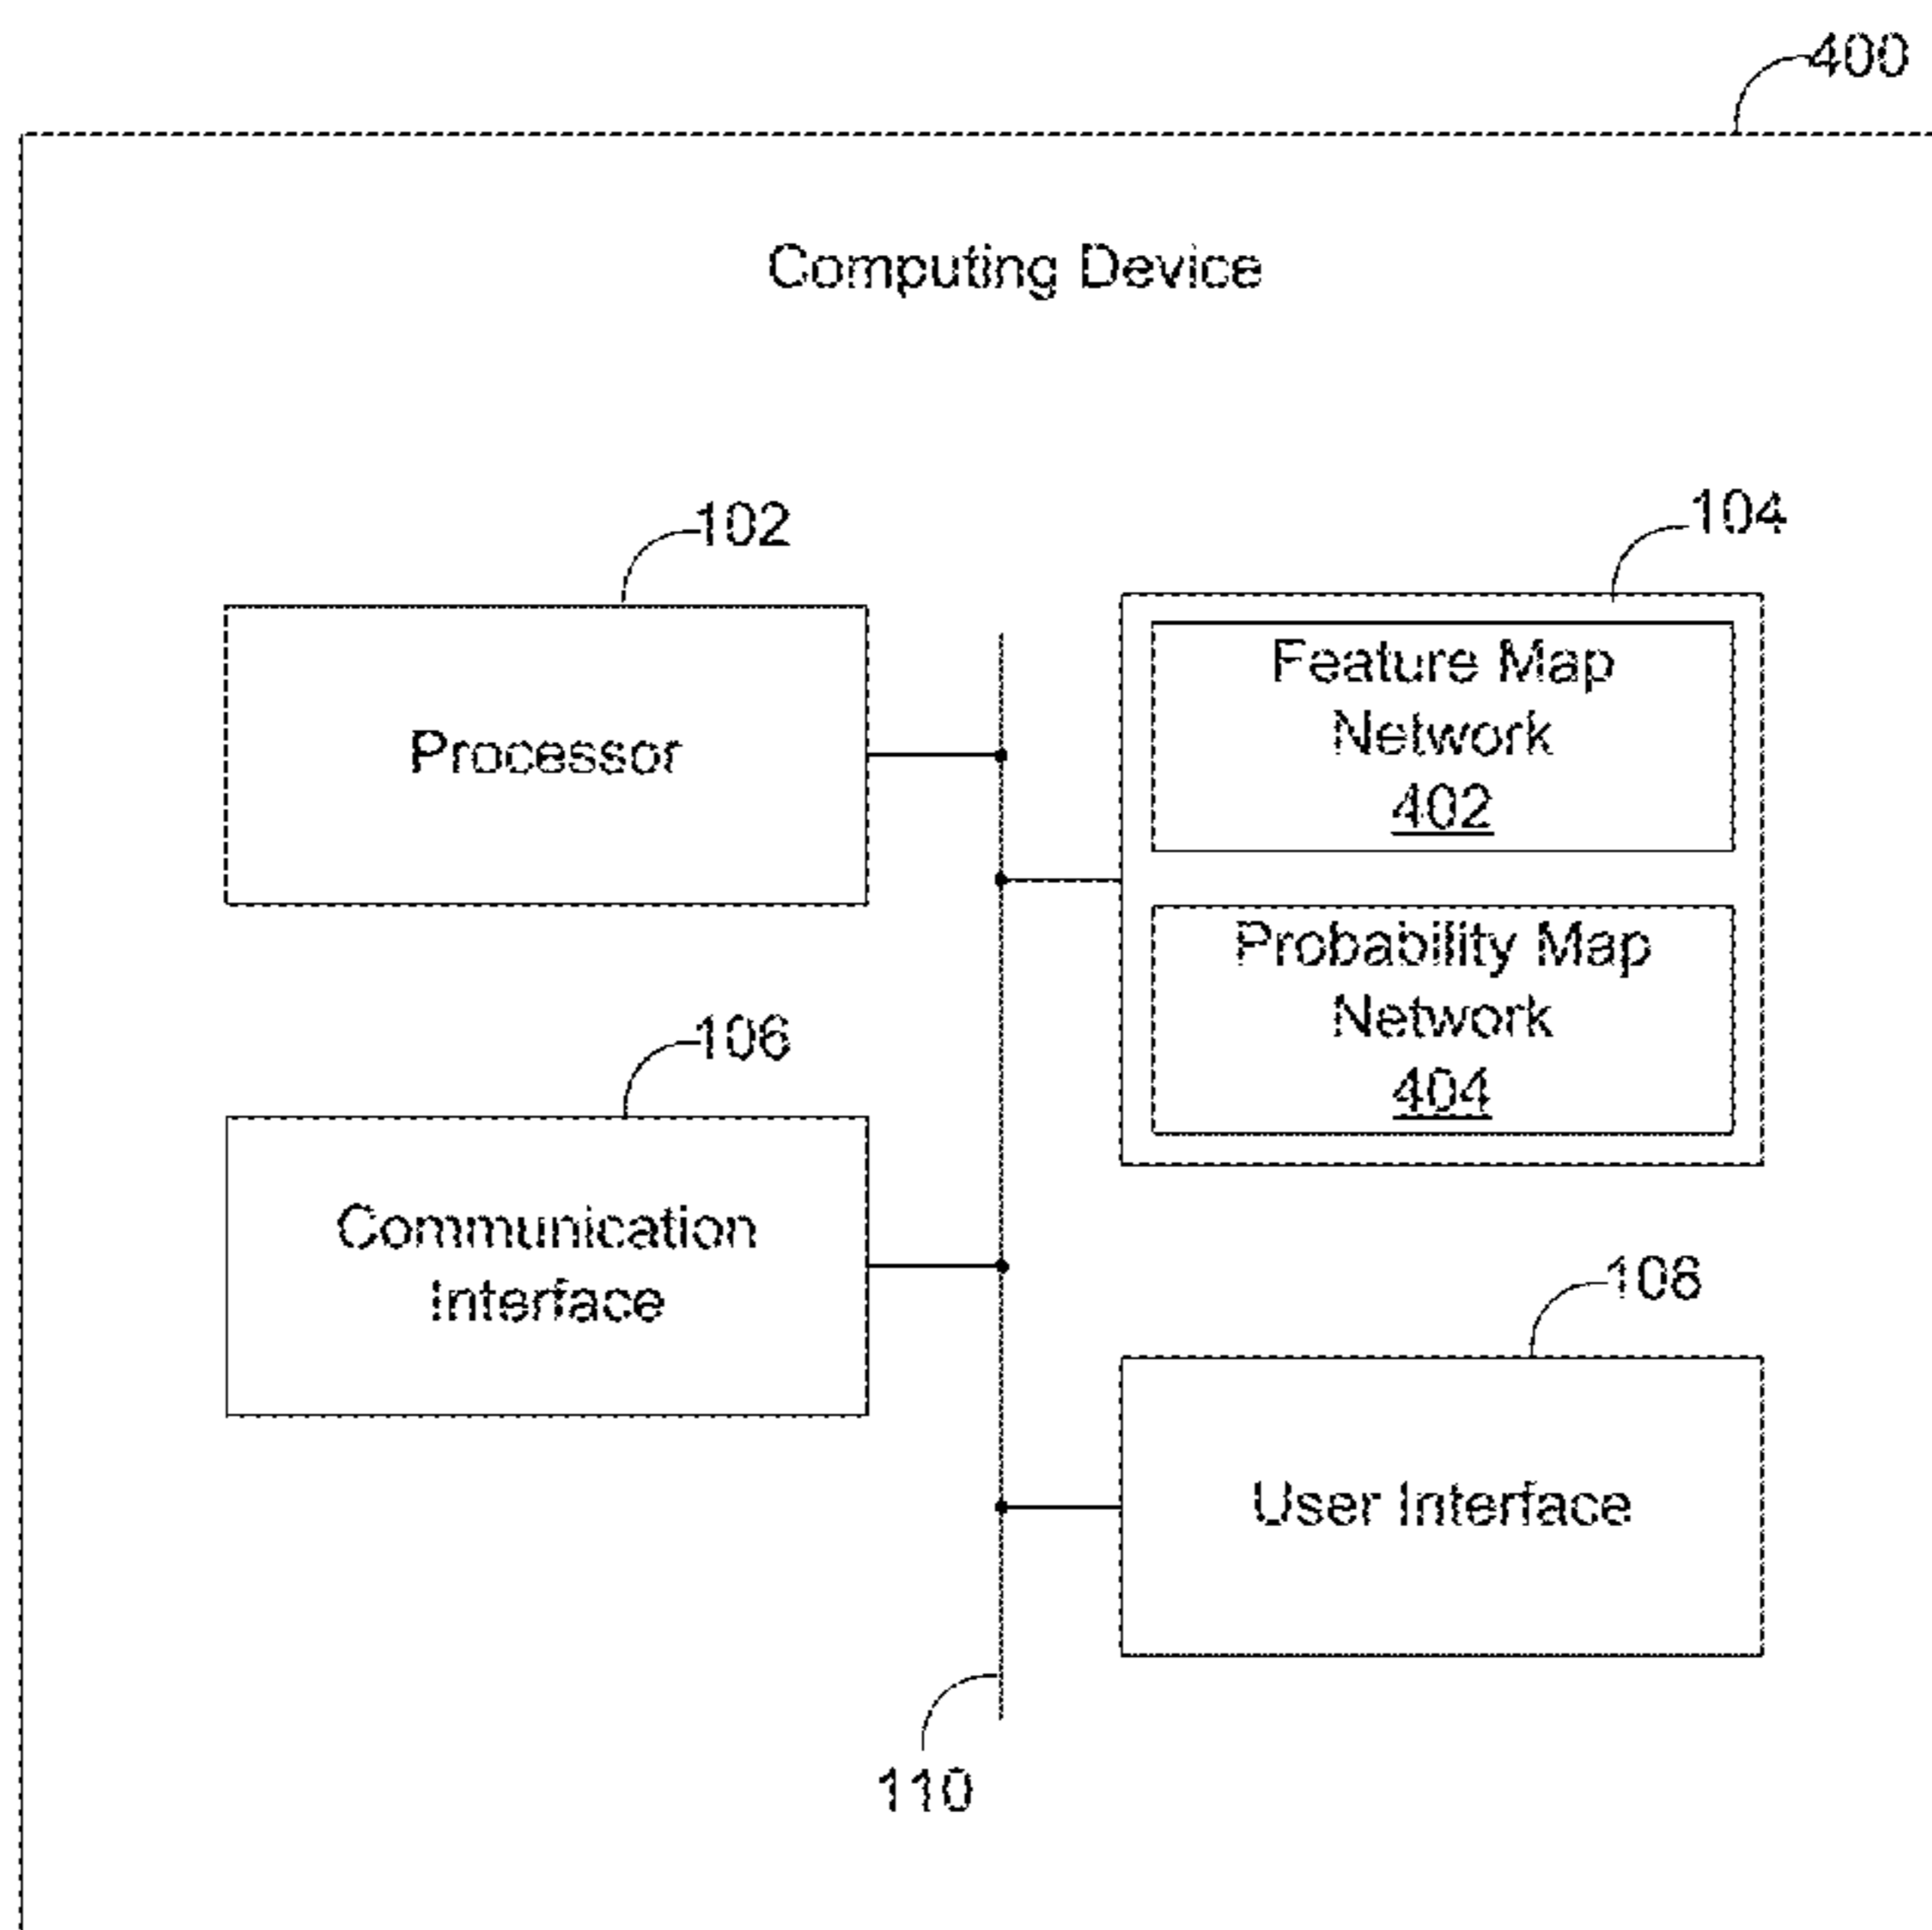 400
Computing Device
102
104
Processor
Feature Map
Network
402
Probability Map
Network
404
106
Communication
Interface
108
User Interface
110